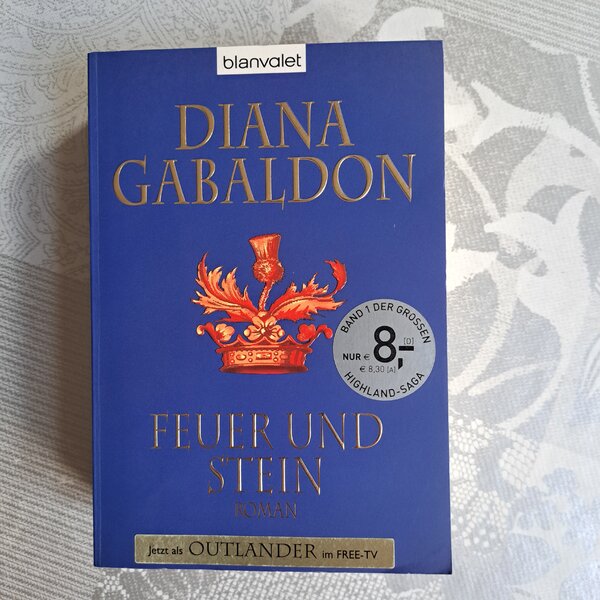 blanvalet
DIANA
GABALDON
BAND 1 DER GROSSEN
NUR € 8,- [D]
€ 8,30 [A]
HIGHLAND-SAGA
FEUER UND
STEIN
ROMAN
Jetzt als OUTLANDER im FREE-TV